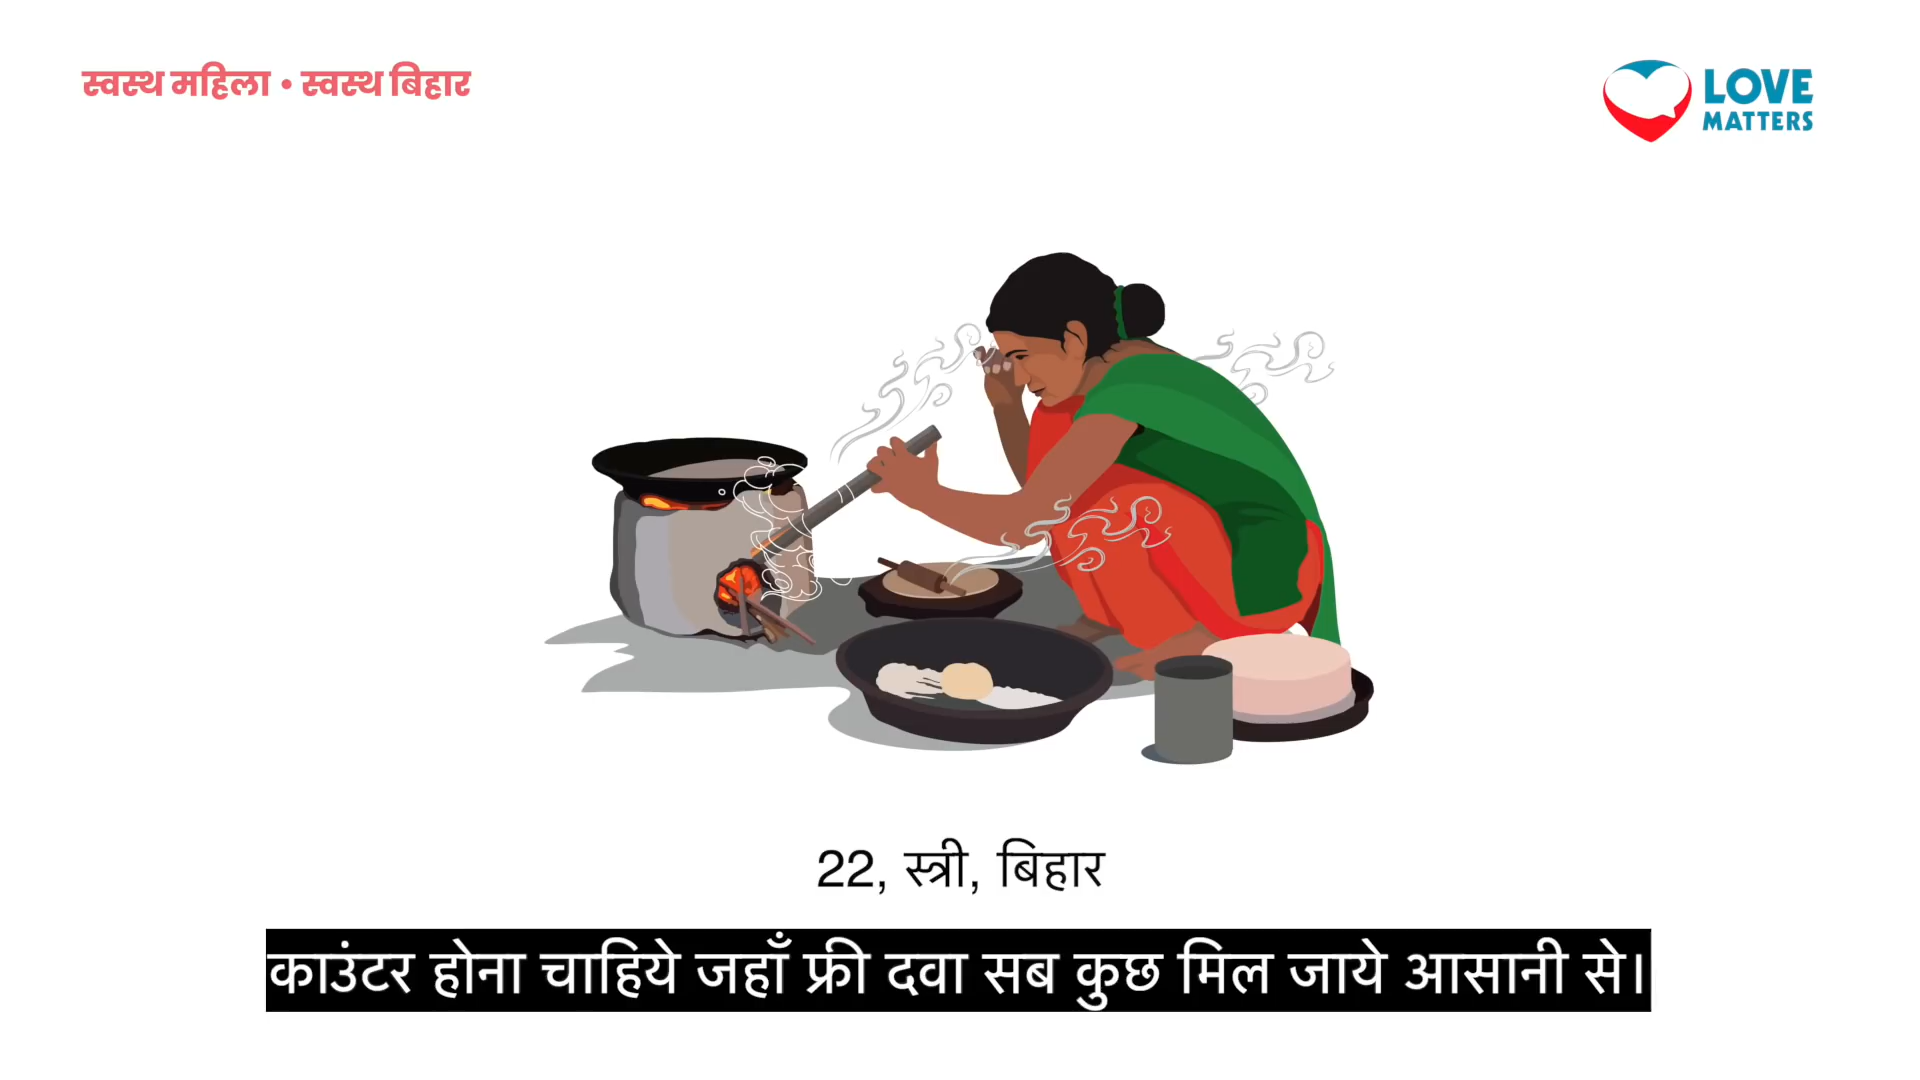 स्वस्थ महिला • स्वस्थ बिहार
LOVE
MATTERS
22, स्त्री, बिहार
काउंटर होना चाहिये जहाँ फ्री दवा सब कुछ मिल जाये आसानी से।